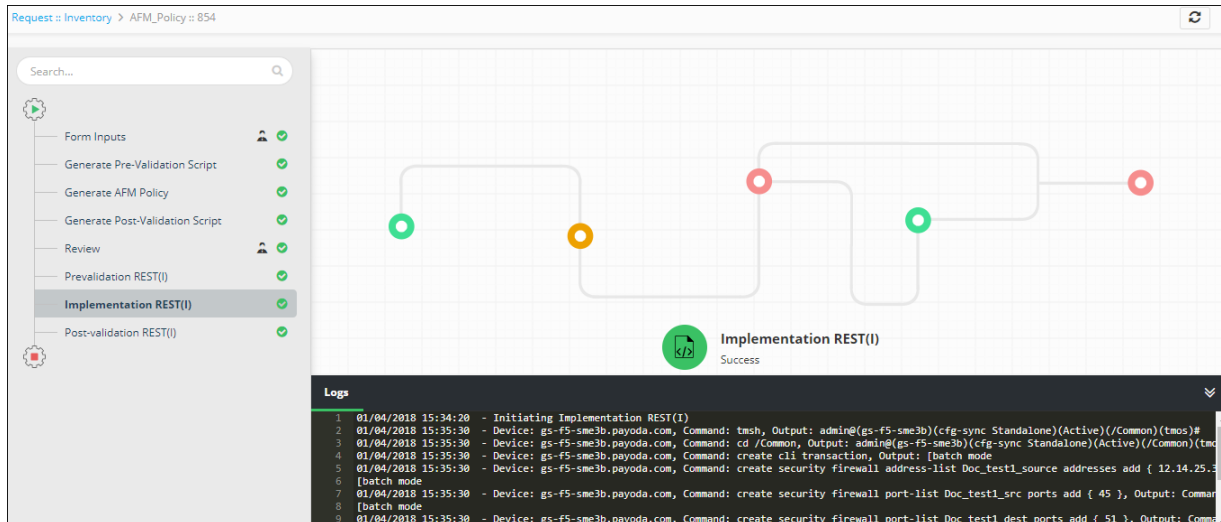 Request :: Inventory > AFM_Policy :: 854
Search...
Form Inputs
Generate Pre-Validation Script
Generate AFM Policy
Generate Post-Validation Script
Review
Prevalidation REST(I)
Implementation REST(I)
Post-validation REST(I)
Implementation REST(I)
Success
Logs
1 01/04/2018 15:34:20 - Initiating Implementation REST(I)
2 01/04/2018 15:35:30 - Device: gs-f5-sme3b.payoda.com, Command: tmsh, Output: admin@(gs-f5-sme3b)(cfg-sync Standalone)(Active)(/Common)(tmos)#
3 01/04/2018 15:35:30 - Device: gs-f5-sme3b.payoda.com, Command: cd /Common, Output: admin@(gs-f5-sme3b)(cfg-sync Standalone)(Active)(/Common)(tmo
4 01/04/2018 15:35:30 - Device: gs-f5-sme3b.payoda.com, Command: create cli transaction, Output: [batch mode
5 01/04/2018 15:35:30 - Device: gs-f5-sme3b.payoda.com, Command: create security firewall address-list Doc_test1_source addresses add { 12.14.25.3
6 [batch mode
7 01/04/2018 15:35:30 - Device: gs-f5-sme3b.payoda.com, Command: create security firewall port-list Doc_test1_src ports add { 45 }, Output: Comman
8 [batch mode
9 01/04/2018 15:35:30 - Device: gs-f5-sme3b.payoda.com, Command: create security firewall port-list Doc_test1_dest ports add { 51 }, Output: Comma